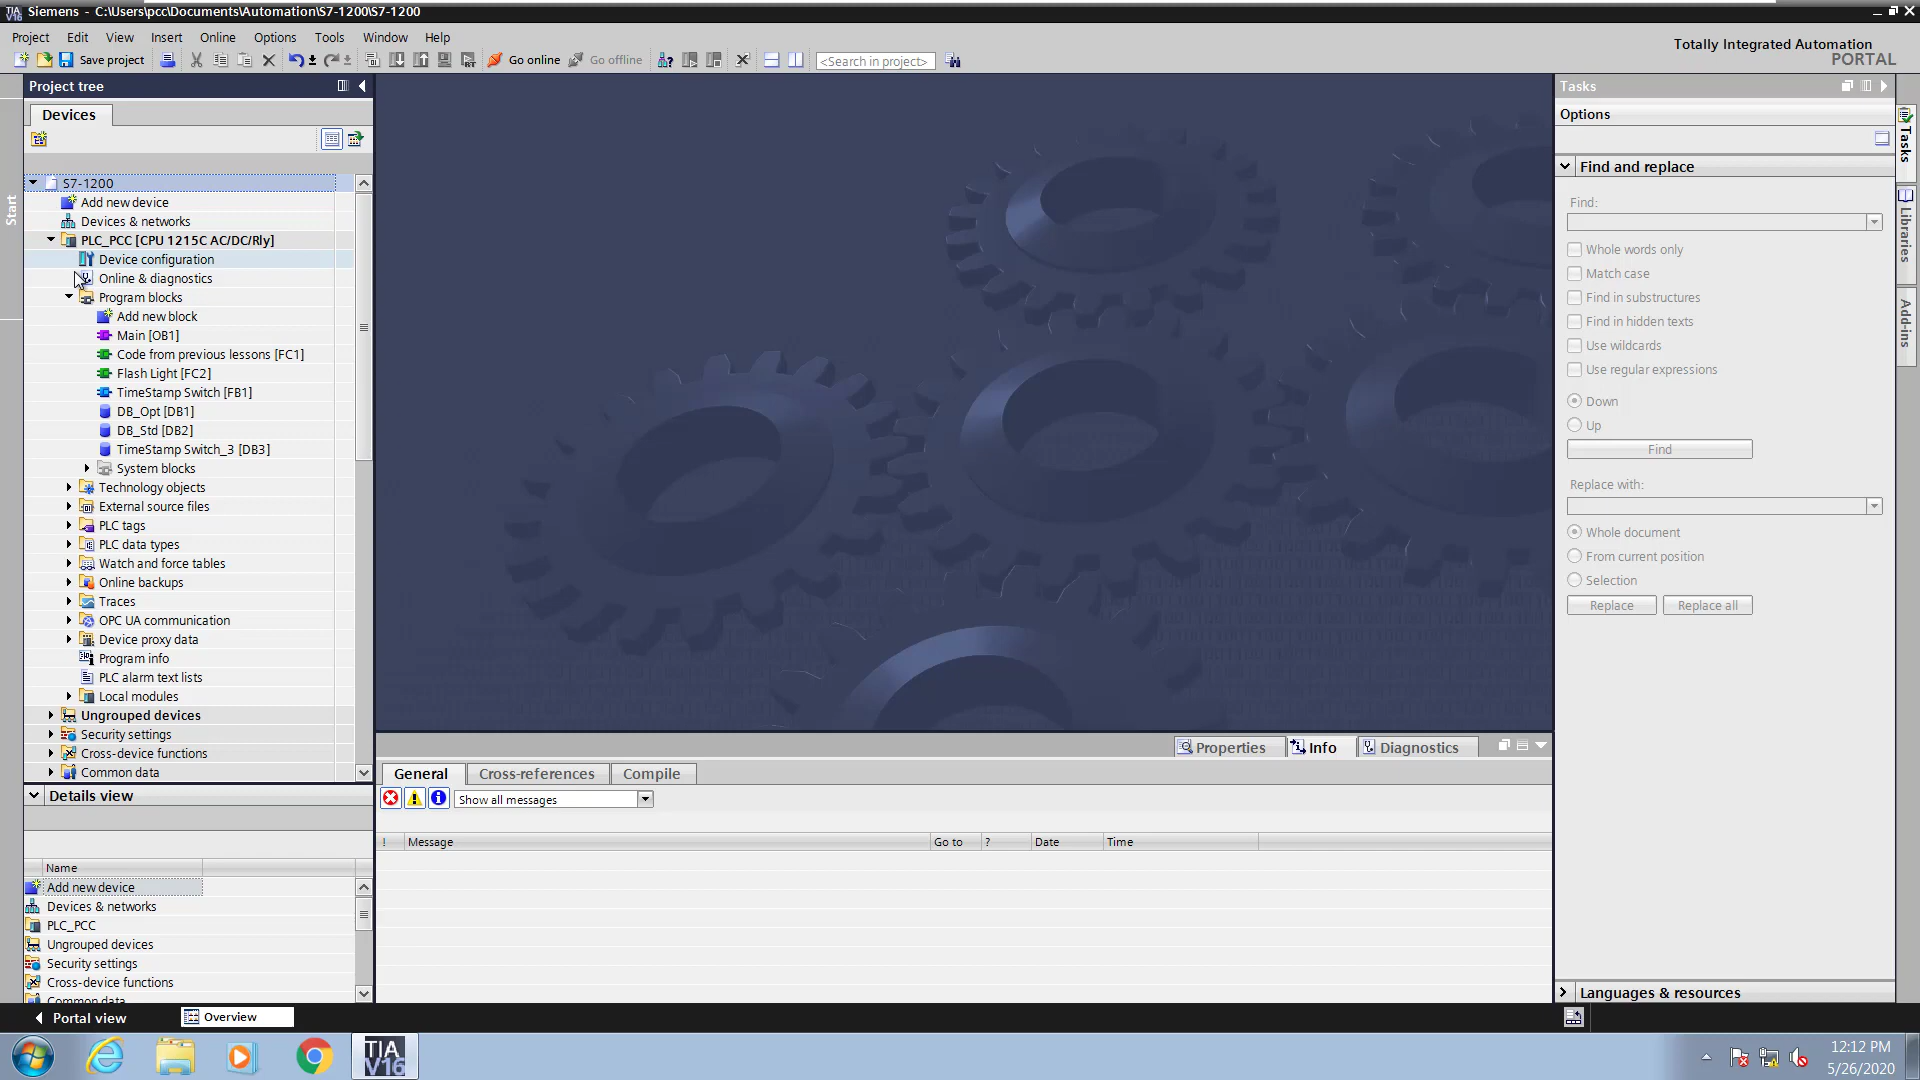 Siemens - C:\Users\pcc\Documents\Automation\S7-1200\S7-1200
Project Edit View Insert Online Options Tools Window Help
Totally Integrated Automation
PORTAL
Save project
Go online
Go offline
<Search in project>
Project tree
Devices
Start
S7-1200
Add new device
Devices & networks
PLC_PCC [CPU 1215C AC/DC/Rly]
Device configuration
Online & diagnostics
Program blocks
Add new block
Main [OB1]
Code from previous lessons [FC1]
Flash Light [FC2]
TimeStamp Switch [FB1]
DB_Opt [DB1]
DB_Std [DB2]
TimeStamp Switch_3 [DB3]
System blocks
Technology objects
External source files
PLC tags
PLC data types
Watch and force tables
Online backups
Traces
OPC UA communication
Device proxy data
Program info
PLC alarm text lists
Local modules
Ungrouped devices
Security settings
Cross-device functions
Common data
Details view
Name
Add new device
Devices & networks
PLC_PCC
Ungrouped devices
Security settings
Cross-device functions
Common data
Properties
Info
Diagnostics
General
Cross-references
Compile
Show all messages
! Message Go to ? Date Time
Tasks
Options
Find and replace
Find:
Whole words only
Match case
Find in substructures
Find in hidden texts
Use wildcards
Use regular expressions
Down
Up
Find
Replace with:
Whole document
From current position
Selection
Replace
Replace all
Languages & resources
Tasks
Libraries
Add-ins
Portal view
Overview
TIA
V16
12:12 PM
5/26/2020